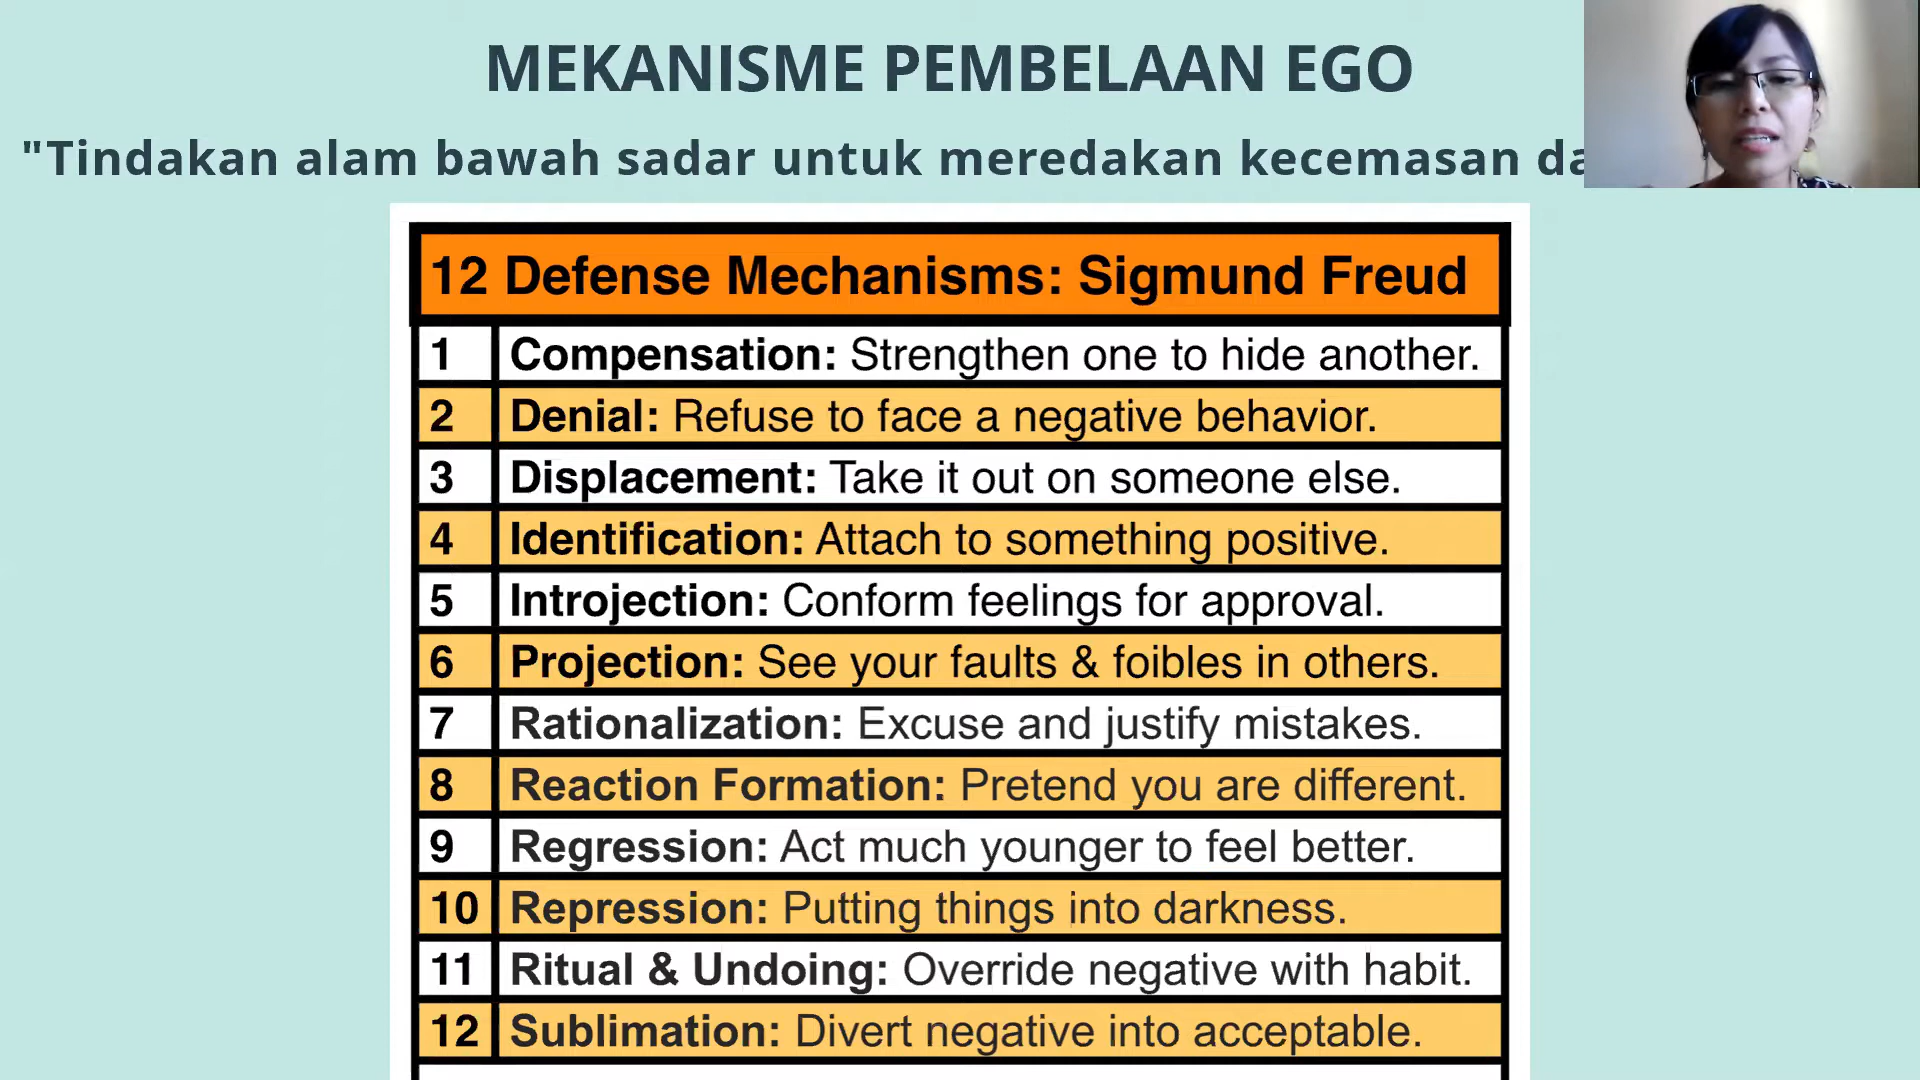 MEKANISME PEMBELAAN EGO
"Tindakan alam bawah sadar untuk meredakan kecemasan
12 Defense Mechanisms: Sigmund Freud
1 Compensation: Strengthen one to hide another.
2 Denial: Refuse to face a negative behavior.
3 Displacement: Take it out on someone else.
4 Identification: Attach to something positive.
5 Introjection: Conform feelings for approval.
6 Projection: See your faults & foibles in others.
7 Rationalization: Excuse and justify mistakes.
8 Reaction Formation: Pretend you are different.
9 Regression: Act much younger to feel better.
10 Repression: Putting things into darkness.
11 Ritual & Undoing: Override negative with habit.
12 Sublimation: Divert negative into acceptable.